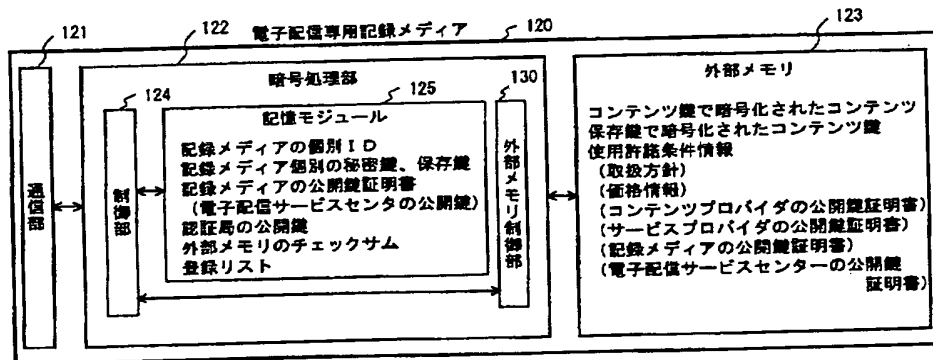 電子配信専用記録メディア
120
121
122
123
暗号処理部
外部メモリ
124
125
130
通信部
制御部
記憶モジュール
記録メディアの個別ID
記録メディア個別の秘密鍵、保存鍵
記録メディアの公開鍵証明書
(電子配信サービスセンタの公開鍵)
認証局の公開鍵
外部メモリのチェックサム
登録リスト
外部メモリ制御部
コンテンツ鍵で暗号化されたコンテンツ
保存鍵で暗号化されたコンテンツ鍵
使用許諾条件情報
(取扱方針)
(価格情報)
(コンテンツプロバイダの公開鍵証明書)
(サービスプロバイダの公開鍵証明書)
(記録メディアの公開鍵証明書)
(電子配信サービスセンターの公開鍵
証明書)